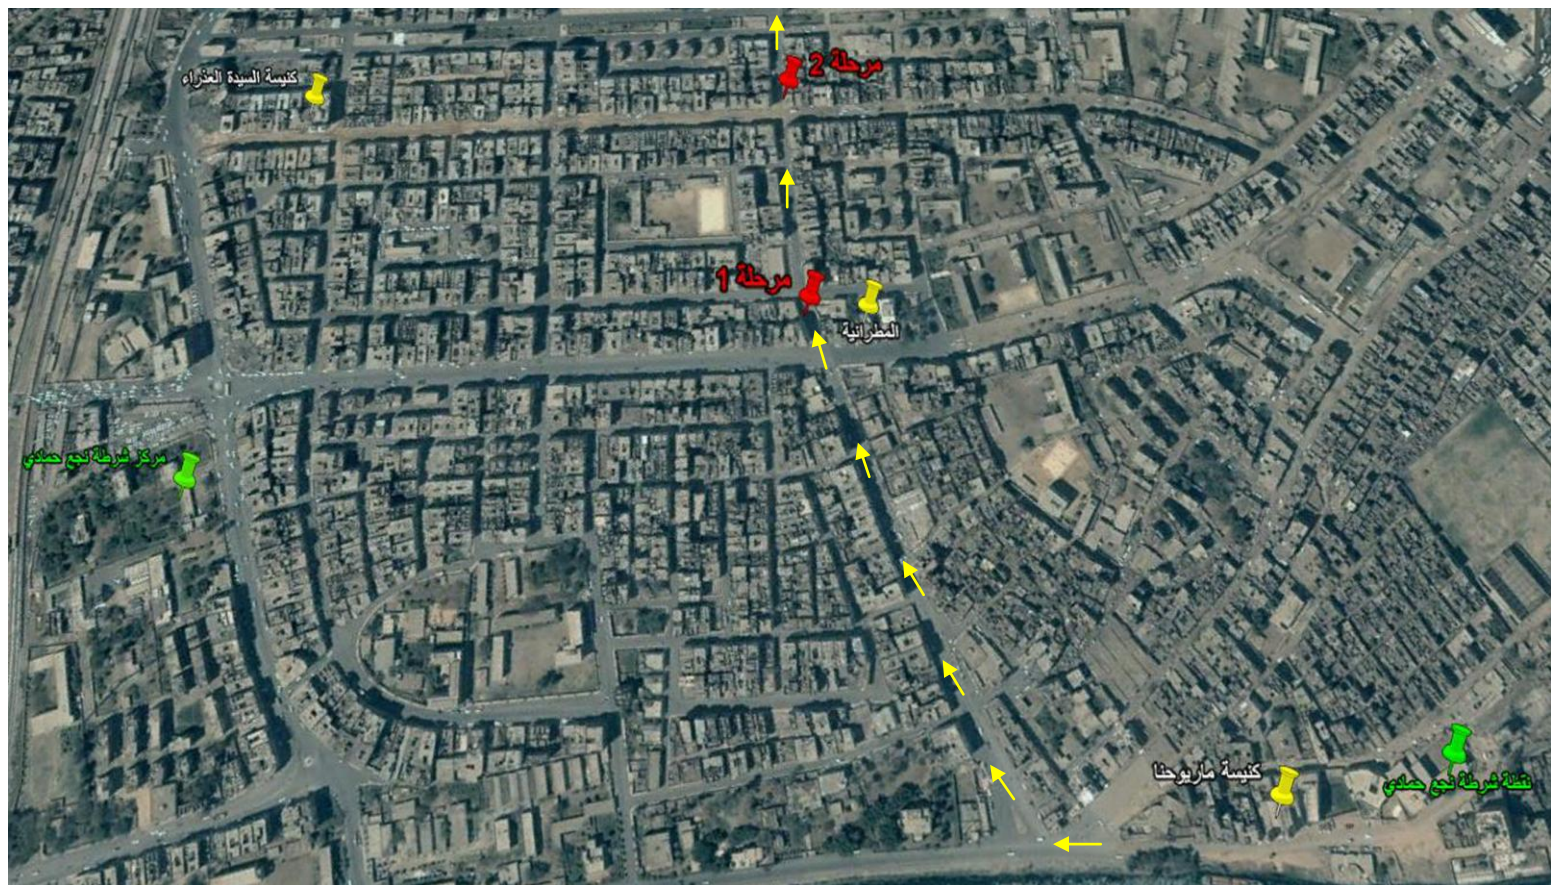 مرحلة 2
كنيسة السيدة العذراء
مرحلة 1
المطرانية
مركز شرطة نجع حمادي
كنيسة ماريوحنا
نقطة شرطة نجع حمادي